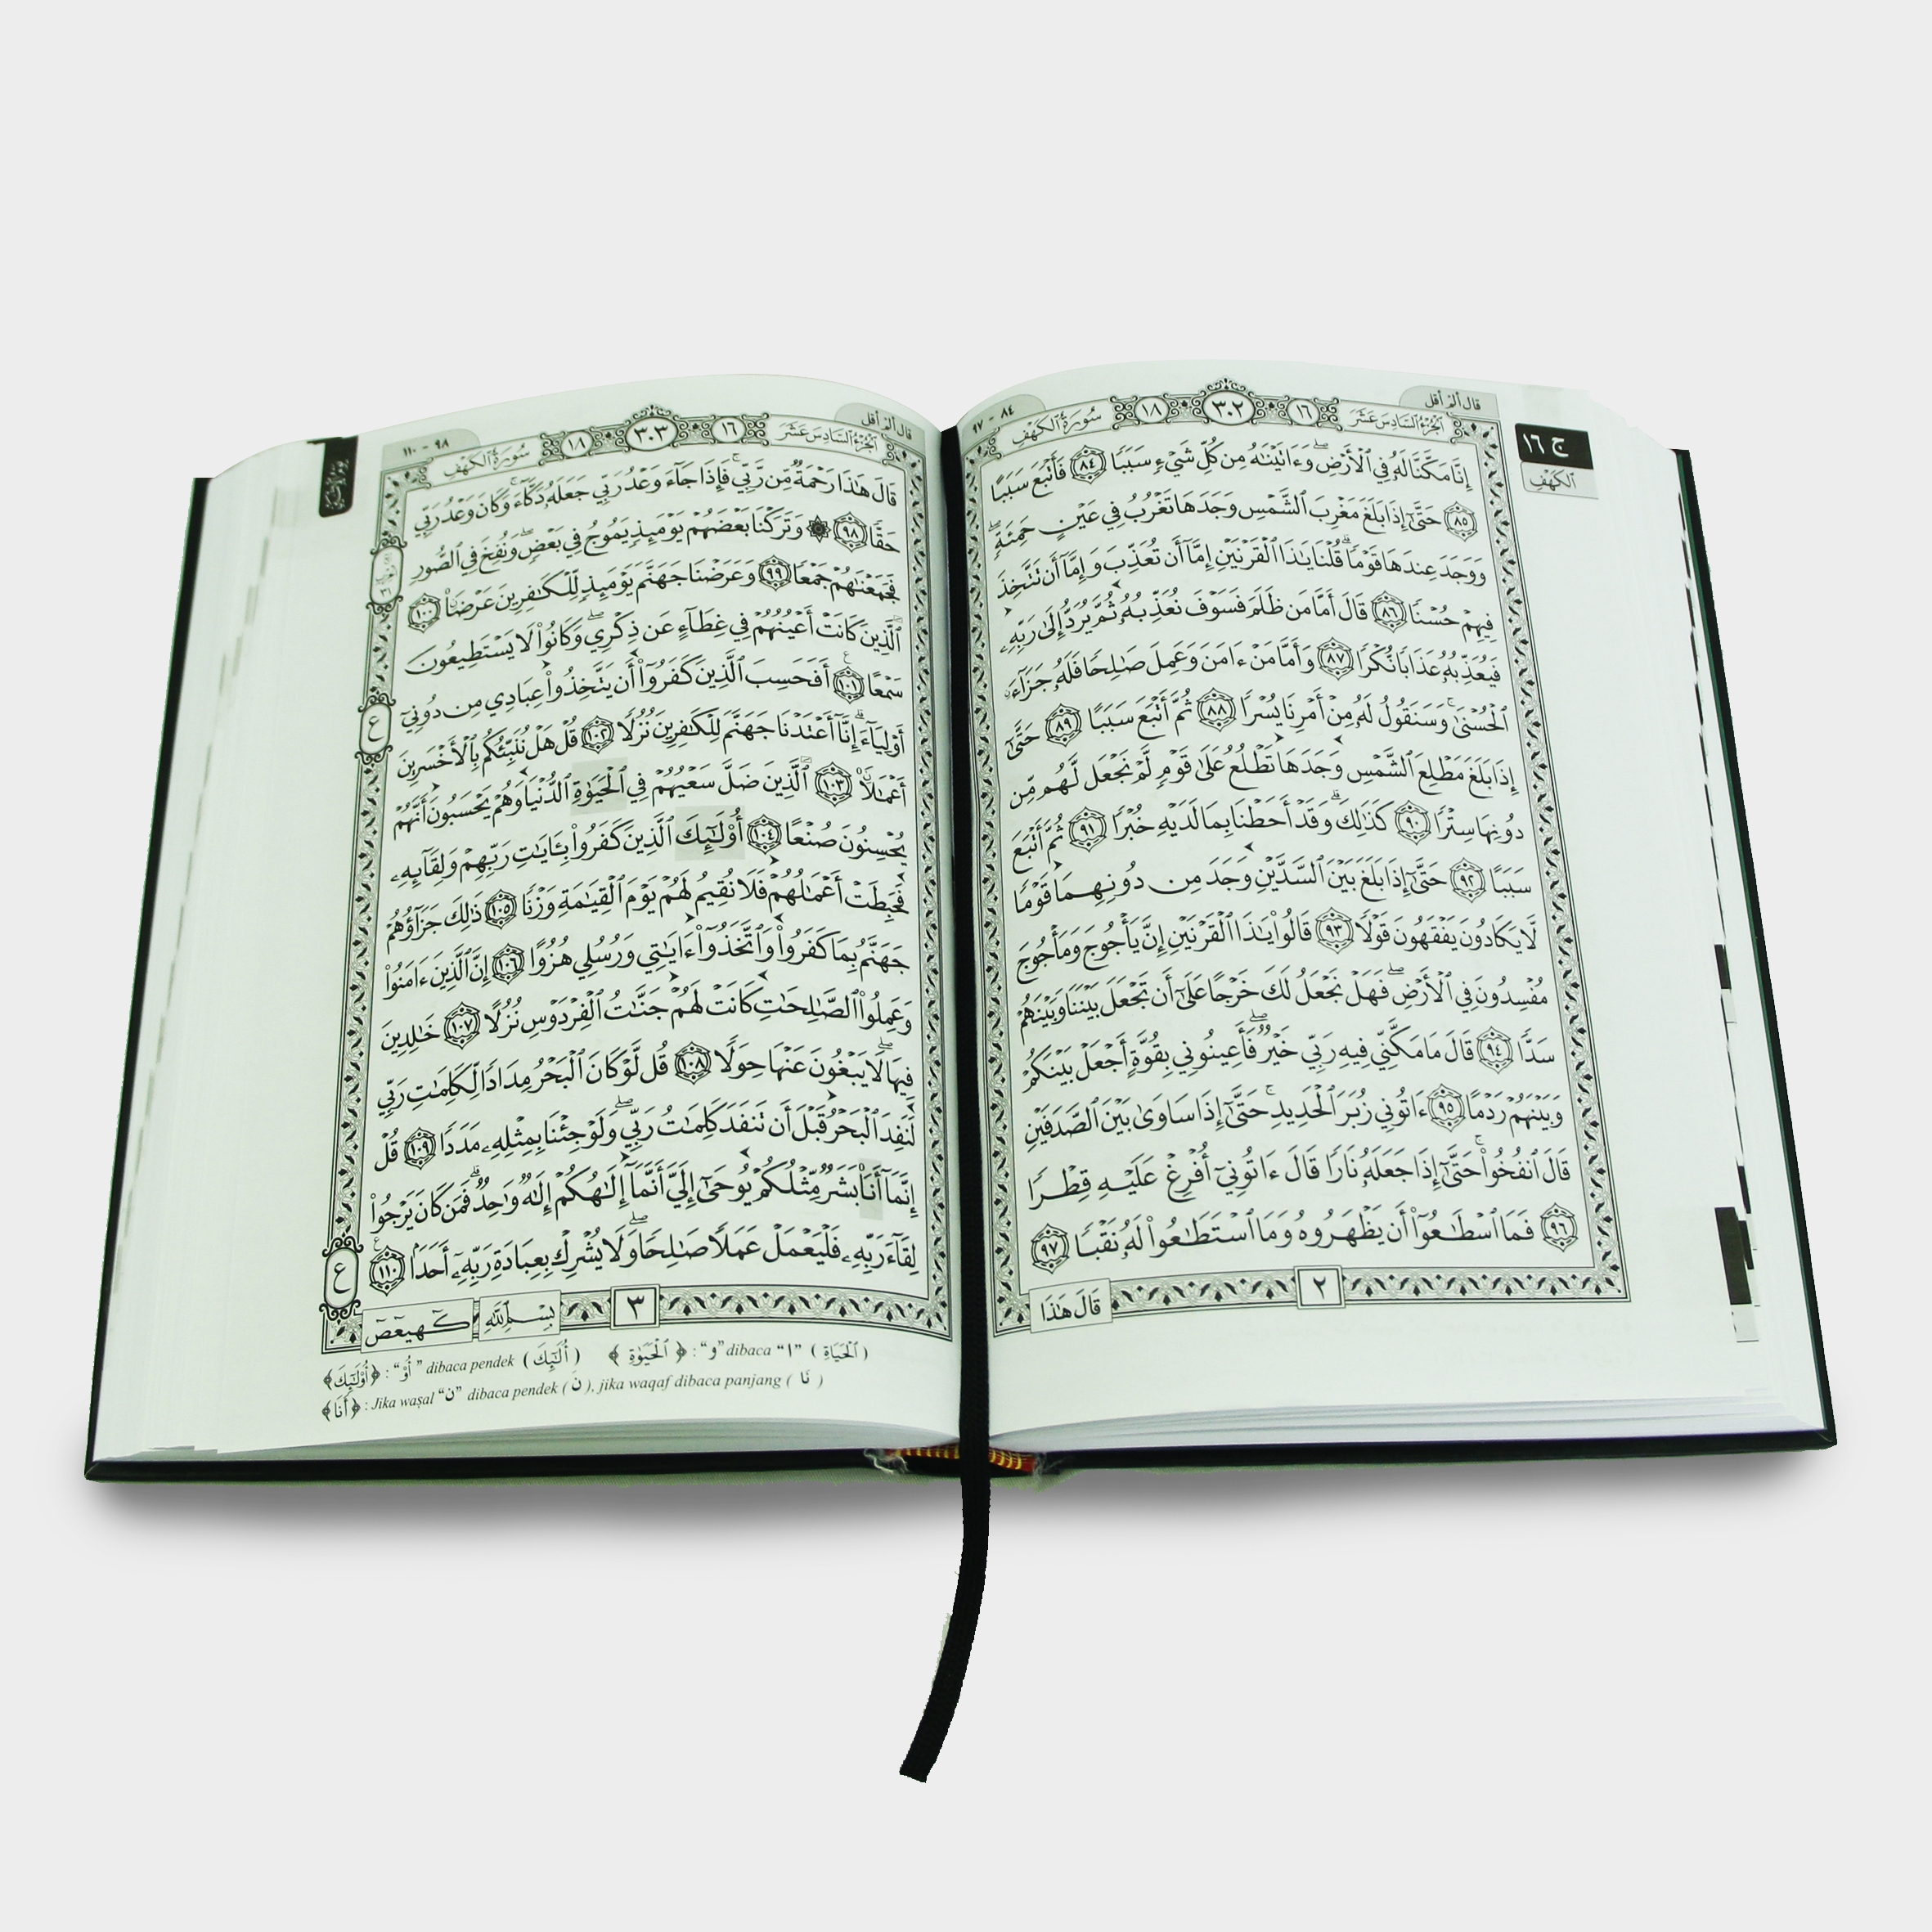 قال ألم أقل
الجزء السادس عشر
١٦
٣٠٢
١٨
سورة الكهف
٨٤ - ٩٧
ج ١٦
الكهف
إِنَّا مَكَّنَّا لَهُۥ فِي ٱلۡأَرۡضِ وَءَاتَيۡنَٰهُ مِن كُلِّ شَيۡءٖ سَبَبٗا ٨٤ فَأَتۡبَعَ سَبَبًا
٨٥ حَتَّىٰٓ إِذَا بَلَغَ مَغۡرِبَ ٱلشَّمۡسِ وَجَدَهَا تَغۡرُبُ فِي عَيۡنٍ حَمِئَةٖ
وَوَجَدَ عِندَهَا قَوۡمٗاۖ قُلۡنَا يَٰذَا ٱلۡقَرۡنَيۡنِ إِمَّآ أَن تُعَذِّبَ وَإِمَّآ أَن تَتَّخِذَ
فِيهِمۡ حُسۡنٗا ٨٦ قَالَ أَمَّا مَن ظَلَمَ فَسَوۡفَ نُعَذِّبُهُۥ ثُمَّ يُرَدُّ إِلَىٰ رَبِّهِۦ
فَيُعَذِّبُهُۥ عَذَابٗا نُّكۡرٗا ٨٧ وَأَمَّا مَنۡ ءَامَنَ وَعَمِلَ صَٰلِحٗا فَلَهُۥ جَزَآءً
ٱلۡحُسۡنَىٰۖ وَسَنَقُولُ لَهُۥ مِنۡ أَمۡرِنَا يُسۡرٗا ٨٨ ثُمَّ أَتۡبَعَ سَبَبًا ٨٩ حَتَّىٰٓ
إِذَا بَلَغَ مَطۡلِعَ ٱلشَّمۡسِ وَجَدَهَا تَطۡلُعُ عَلَىٰ قَوۡمٖ لَّمۡ نَجۡعَل لَّهُم مِّن
دُونِهَا سِتۡرٗا ٩٠ كَذَٰلِكَۖ وَقَدۡ أَحَطۡنَا بِمَا لَدَيۡهِ خُبۡرٗا ٩١ ثُمَّ أَتۡبَعَ
سَبَبًا ٩٢ حَتَّىٰٓ إِذَا بَلَغَ بَيۡنَ ٱلسَّدَّيۡنِ وَجَدَ مِن دُونِهِمَا قَوۡمٗا
لَّا يَكَادُونَ يَفۡقَهُونَ قَوۡلٗا ٩٣ قَالُواْ يَٰذَا ٱلۡقَرۡنَيۡنِ إِنَّ يَأۡجُوجَ وَمَأۡجُوجَ
مُفۡسِدُونَ فِي ٱلۡأَرۡضِ فَهَلۡ نَجۡعَلُ لَكَ خَرۡجًا عَلَىٰٓ أَن تَجۡعَلَ بَيۡنَنَا وَبَيۡنَهُمۡ
سَدّٗا ٩٤ قَالَ مَا مَكَّنِّي فِيهِ رَبِّي خَيۡرٞ فَأَعِينُونِي بِقُوَّةٍ أَجۡعَلۡ بَيۡنَكُمۡ
وَبَيۡنَهُمۡ رَدۡمًا ٩٥ ءَاتُونِي زُبَرَ ٱلۡحَدِيدِۖ حَتَّىٰٓ إِذَا سَاوَىٰ بَيۡنَ ٱلصَّدَفَيۡنِ
قَالَ ٱنفُخُواْۖ حَتَّىٰٓ إِذَا جَعَلَهُۥ نَارٗا قَالَ ءَاتُونِيٓ أُفۡرِغۡ عَلَيۡهِ قِطۡرٗا
٩٦ فَمَا ٱسۡطَٰعُوٓاْ أَن يَظۡهَرُوهُ وَمَا ٱسۡتَطَٰعُواْ لَهُۥ نَقۡبٗا ٩٧
٢
قَالَ هَٰذَا
قال ألم أقل
الجزء السادس عشر
١٦
٣٠٣
١٨
سورة الكهف
٩٨ - ١١٠
قَالَ هَٰذَا رَحۡمَةٞ مِّن رَّبِّيۖ فَإِذَا جَآءَ وَعۡدُ رَبِّي جَعَلَهُۥ دَكَّآءَۖ وَكَانَ وَعۡدُ رَبِّي
حَقّٗا ٩٨ ۞ وَتَرَكۡنَا بَعۡضَهُمۡ يَوۡمَئِذٖ يَمُوجُ فِي بَعۡضٖۖ وَنُفِخَ فِي ٱلصُّورِ
فَجَمَعۡنَٰهُمۡ جَمۡعٗا ٩٩ وَعَرَضۡنَا جَهَنَّمَ يَوۡمَئِذٖ لِّلۡكَٰفِرِينَ عَرۡضًا ١٠٠
ٱلَّذِينَ كَانَتۡ أَعۡيُنُهُمۡ فِي غِطَآءٍ عَن ذِكۡرِي وَكَانُواْ لَا يَسۡتَطِيعُونَ
سَمۡعًا ١٠١ أَفَحَسِبَ ٱلَّذِينَ كَفَرُوٓاْ أَن يَتَّخِذُواْ عِبَادِي مِن دُونِيٓ
أَوۡلِيَآءَۚ إِنَّآ أَعۡتَدۡنَا جَهَنَّمَ لِلۡكَٰفِرِينَ نُزُلٗا ١٠٢ قُلۡ هَلۡ نُنَبِّئُكُم بِٱلۡأَخۡسَرِينَ
أَعۡمَٰلًا ١٠٣ ٱلَّذِينَ ضَلَّ سَعۡيُهُمۡ فِي ٱلۡحَيَوٰةِ ٱلدُّنۡيَا وَهُمۡ يَحۡسَبُونَ أَنَّهُمۡ
يُحۡسِنُونَ صُنۡعًا ١٠٤ أُوْلَٰٓئِكَ ٱلَّذِينَ كَفَرُواْ بِـَٔايَٰتِ رَبِّهِمۡ وَلِقَآئِهِۦ
فَحَبِطَتۡ أَعۡمَٰلُهُمۡ فَلَا نُقِيمُ لَهُمۡ يَوۡمَ ٱلۡقِيَٰمَةِ وَزۡنٗا ١٠٥ ذَٰلِكَ جَزَآؤُهُمۡ
جَهَنَّمُ بِمَا كَفَرُواْ وَٱتَّخَذُوٓاْ ءَايَٰتِي وَرُسُلِي هُزُوًا ١٠٦ إِنَّ ٱلَّذِينَ ءَامَنُواْ
وَعَمِلُواْ ٱلصَّٰلِحَٰتِ كَانَتۡ لَهُمۡ جَنَّٰتُ ٱلۡفِرۡدَوۡسِ نُزُلًا ١٠٧ خَٰلِدِينَ
فِيهَا لَا يَبۡغُونَ عَنۡهَا حِوَلٗا ١٠٨ قُل لَّوۡ كَانَ ٱلۡبَحۡرُ مِدَادٗا لِّكَلِمَٰتِ رَبِّي
لَنَفِدَ ٱلۡبَحۡرُ قَبۡلَ أَن تَنفَدَ كَلِمَٰتُ رَبِّي وَلَوۡ جِئۡنَا بِمِثۡلِهِۦ مَدَدٗا ١٠٩ قُلۡ
إِنَّمَآ أَنَا۠ بَشَرٞ مِّثۡلُكُمۡ يُوحَىٰٓ إِلَيَّ أَنَّمَآ إِلَٰهُكُمۡ إِلَٰهٞ وَٰحِدٞۖ فَمَن كَانَ يَرۡجُواْ
لِقَآءَ رَبِّهِۦ فَلۡيَعۡمَلۡ عَمَلٗا صَٰلِحٗا وَلَا يُشۡرِكۡ بِعِبَادَةِ رَبِّهِۦٓ أَحَدَۢا ١١٠
ع
ع
٣
بِسۡمِ ٱللَّهِ
كٓهيعٓصٓ
﴿أُوْلَٰٓئِكَ﴾ : “أُوْ” dibaca pendek (أُلَٰٓئِكَ) ﴿ٱلۡحَيَوٰةِ﴾ : “و” dibaca “ا” (ٱلۡحَيَاةِ)
﴿أَنَا۠﴾ : Jika waṣal “ن” dibaca pendek (نَ), jika waqaf dibaca panjang (نَا)